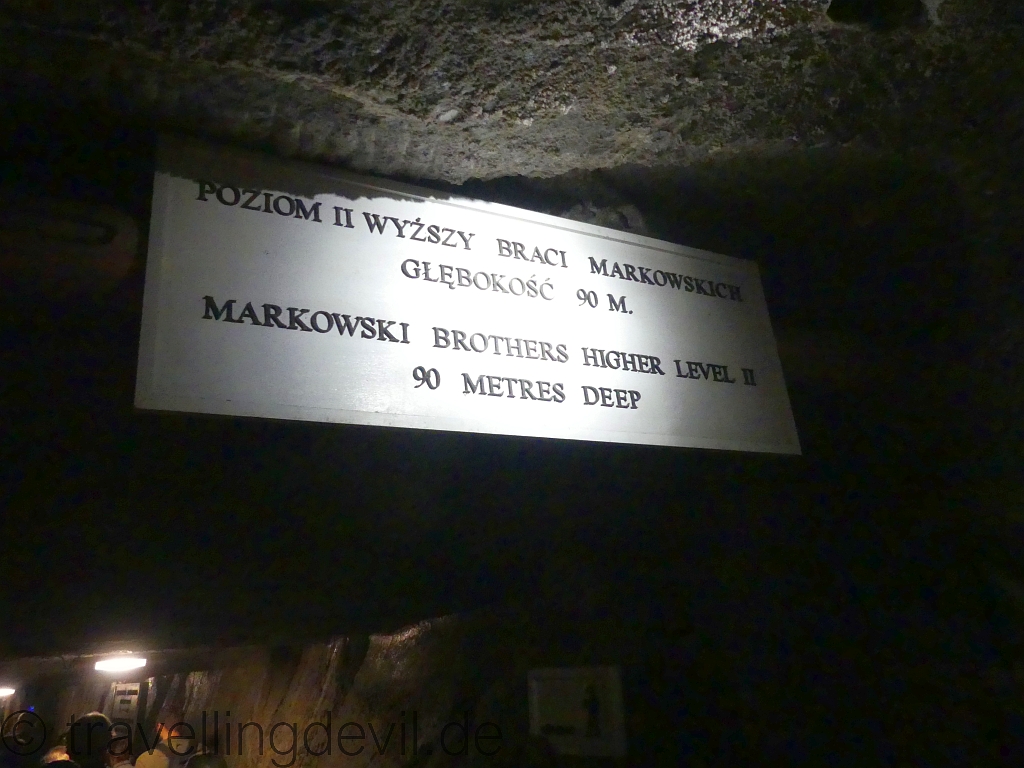 POZIOM II WYŻSZY BRACI MARKOWSKICH
GŁĘBOKOŚĆ 90 M.
MARKOWSKI BROTHERS HIGHER LEVEL II
90 METRES DEEP
© travellingdevil.de